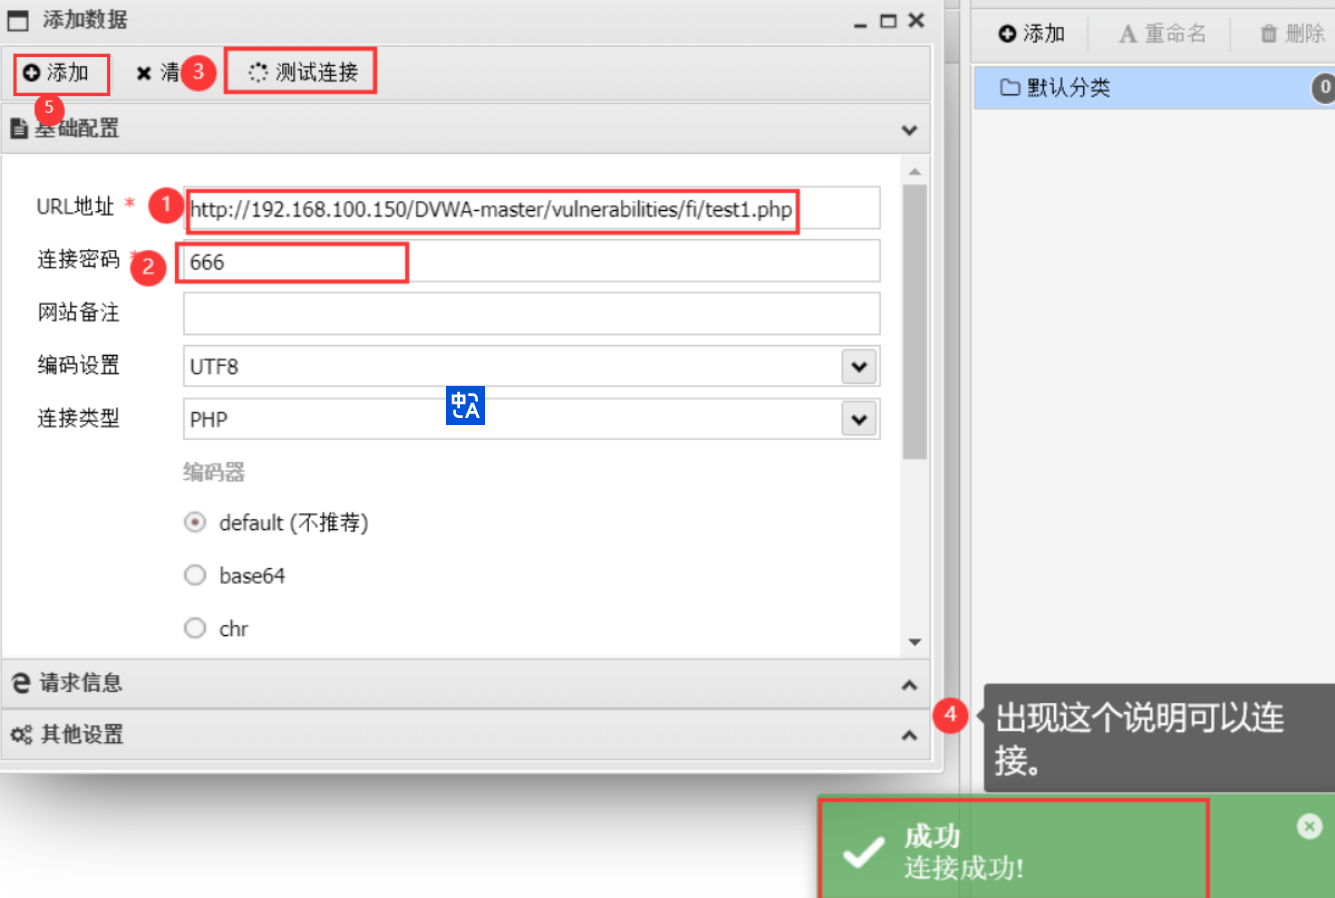 添加数据
添加
清
3
测试连接
5
基础配置
URL地址 *
1
http://192.168.100.150/DVWA-master/vulnerabilities/fi/test1.php
连接密码 *
2
666
网站备注
编码设置
UTF8
连接类型
PHP
中A
编码器
default (不推荐)
base64
chr
请求信息
其他设置
添加
A 重命名
删除
默认分类
0
4
出现这个说明可以连
接。
成功
连接成功!